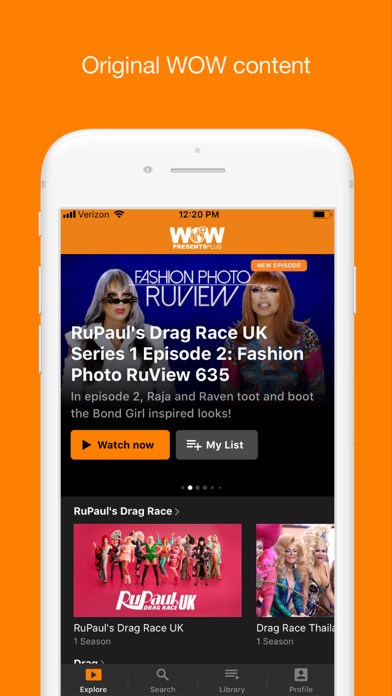 Original WOW content
Verizon 12:20 PM
WOW
PRESENTSPLUS
NEW EPISODE
FASHION PHOTO
RUVIEW
RuPaul's Drag Race UK
Series 1 Episode 2: Fashion
Photo RuView 635
In episode 2, Raja and Raven toot and boot
the Bond Girl inspired looks!
Watch now My List
RuPaul's Drag Race >
RuPaul's
DRAG RACE UK
RuPaul's Drag Race UK Drag Race Thaila
1 Season 1 Season
Drag >
Explore Search Library Profile